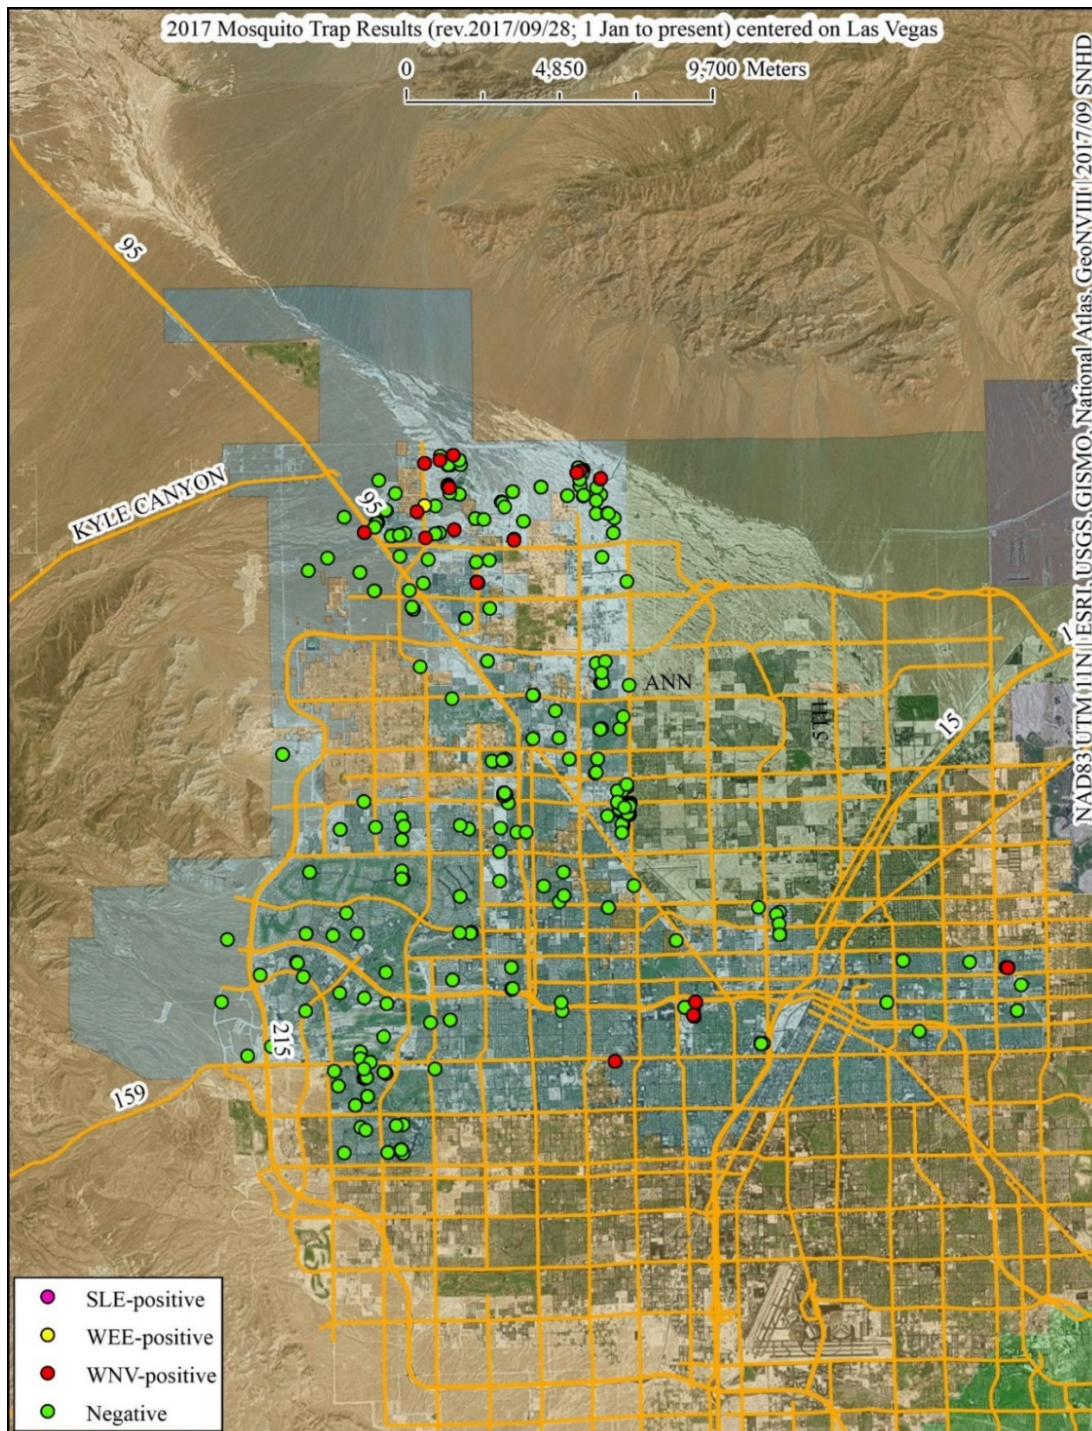 2017 Mosquito Trap Results (rev.2017/09/28; 1 Jan to present) centered on Las Vegas
0 4,850 9,700 Meters
NAD83 UTM 11N | ESRI, USGS, GISMO, National Atlas, GeoNVIII | 2017/09 SNHD
95
KYLE CANYON
95
ANN
5TH
15
215
159
SLE-positive
WEE-positive
WNV-positive
Negative